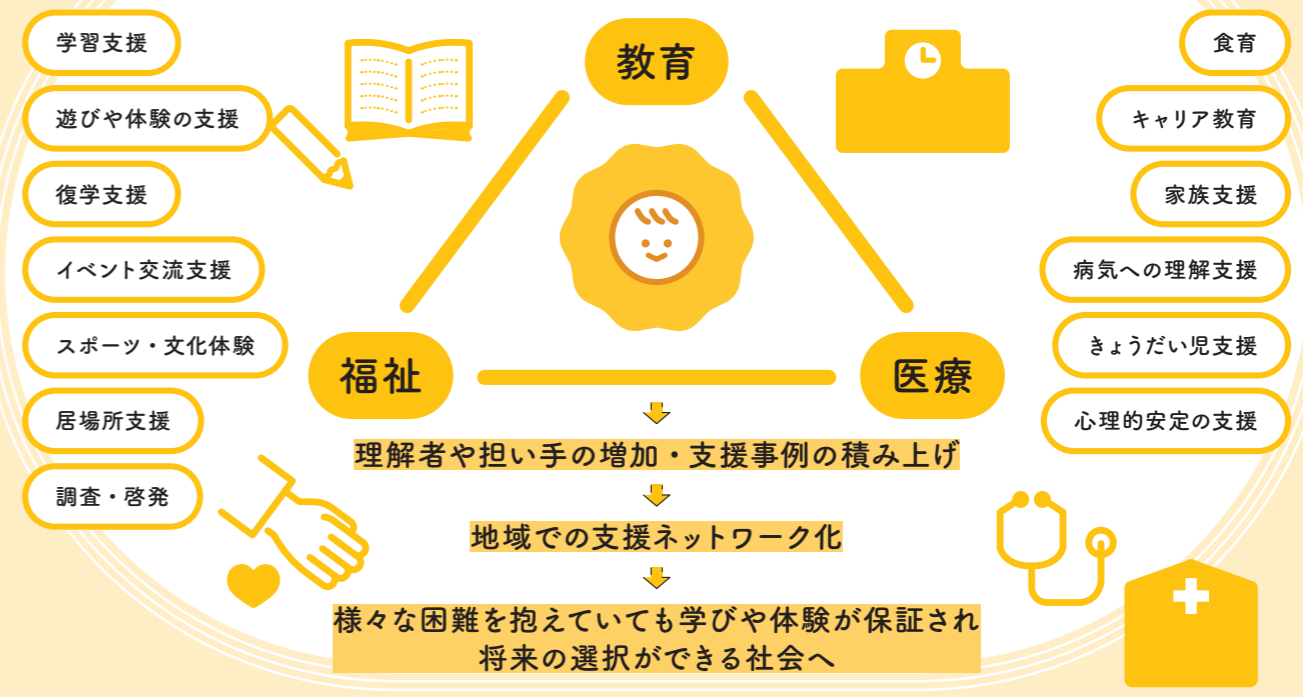 学習支援
遊びや体験の支援
復学支援
イベント交流支援
スポーツ・文化体験
居場所支援
調査・啓発
教育
福祉
医療
食育
キャリア教育
家族支援
病気への理解支援
きょうだい児支援
心理的安定の支援
理解者や担い手の増加・支援事例の積み上げ
地域での支援ネットワーク化
様々な困難を抱えていても学びや体験が保証され
将来の選択ができる社会へ